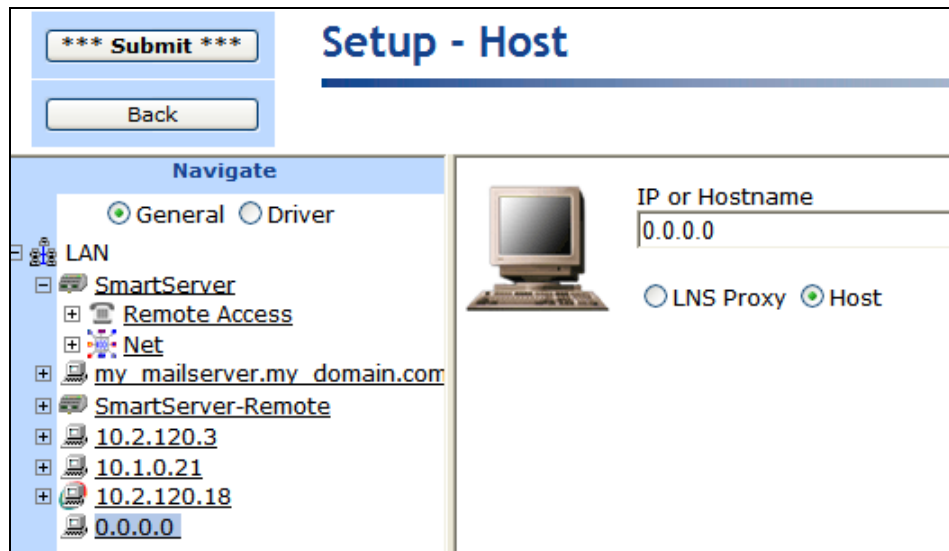 *** Submit ***
Setup - Host
Back
Navigate
General Driver
LAN
SmartServer
Remote Access
Net
my_mailserver.my_domain.com
SmartServer-Remote
10.2.120.3
10.1.0.21
10.2.120.18
0.0.0.0
IP or Hostname
0.0.0.0
LNS Proxy Host